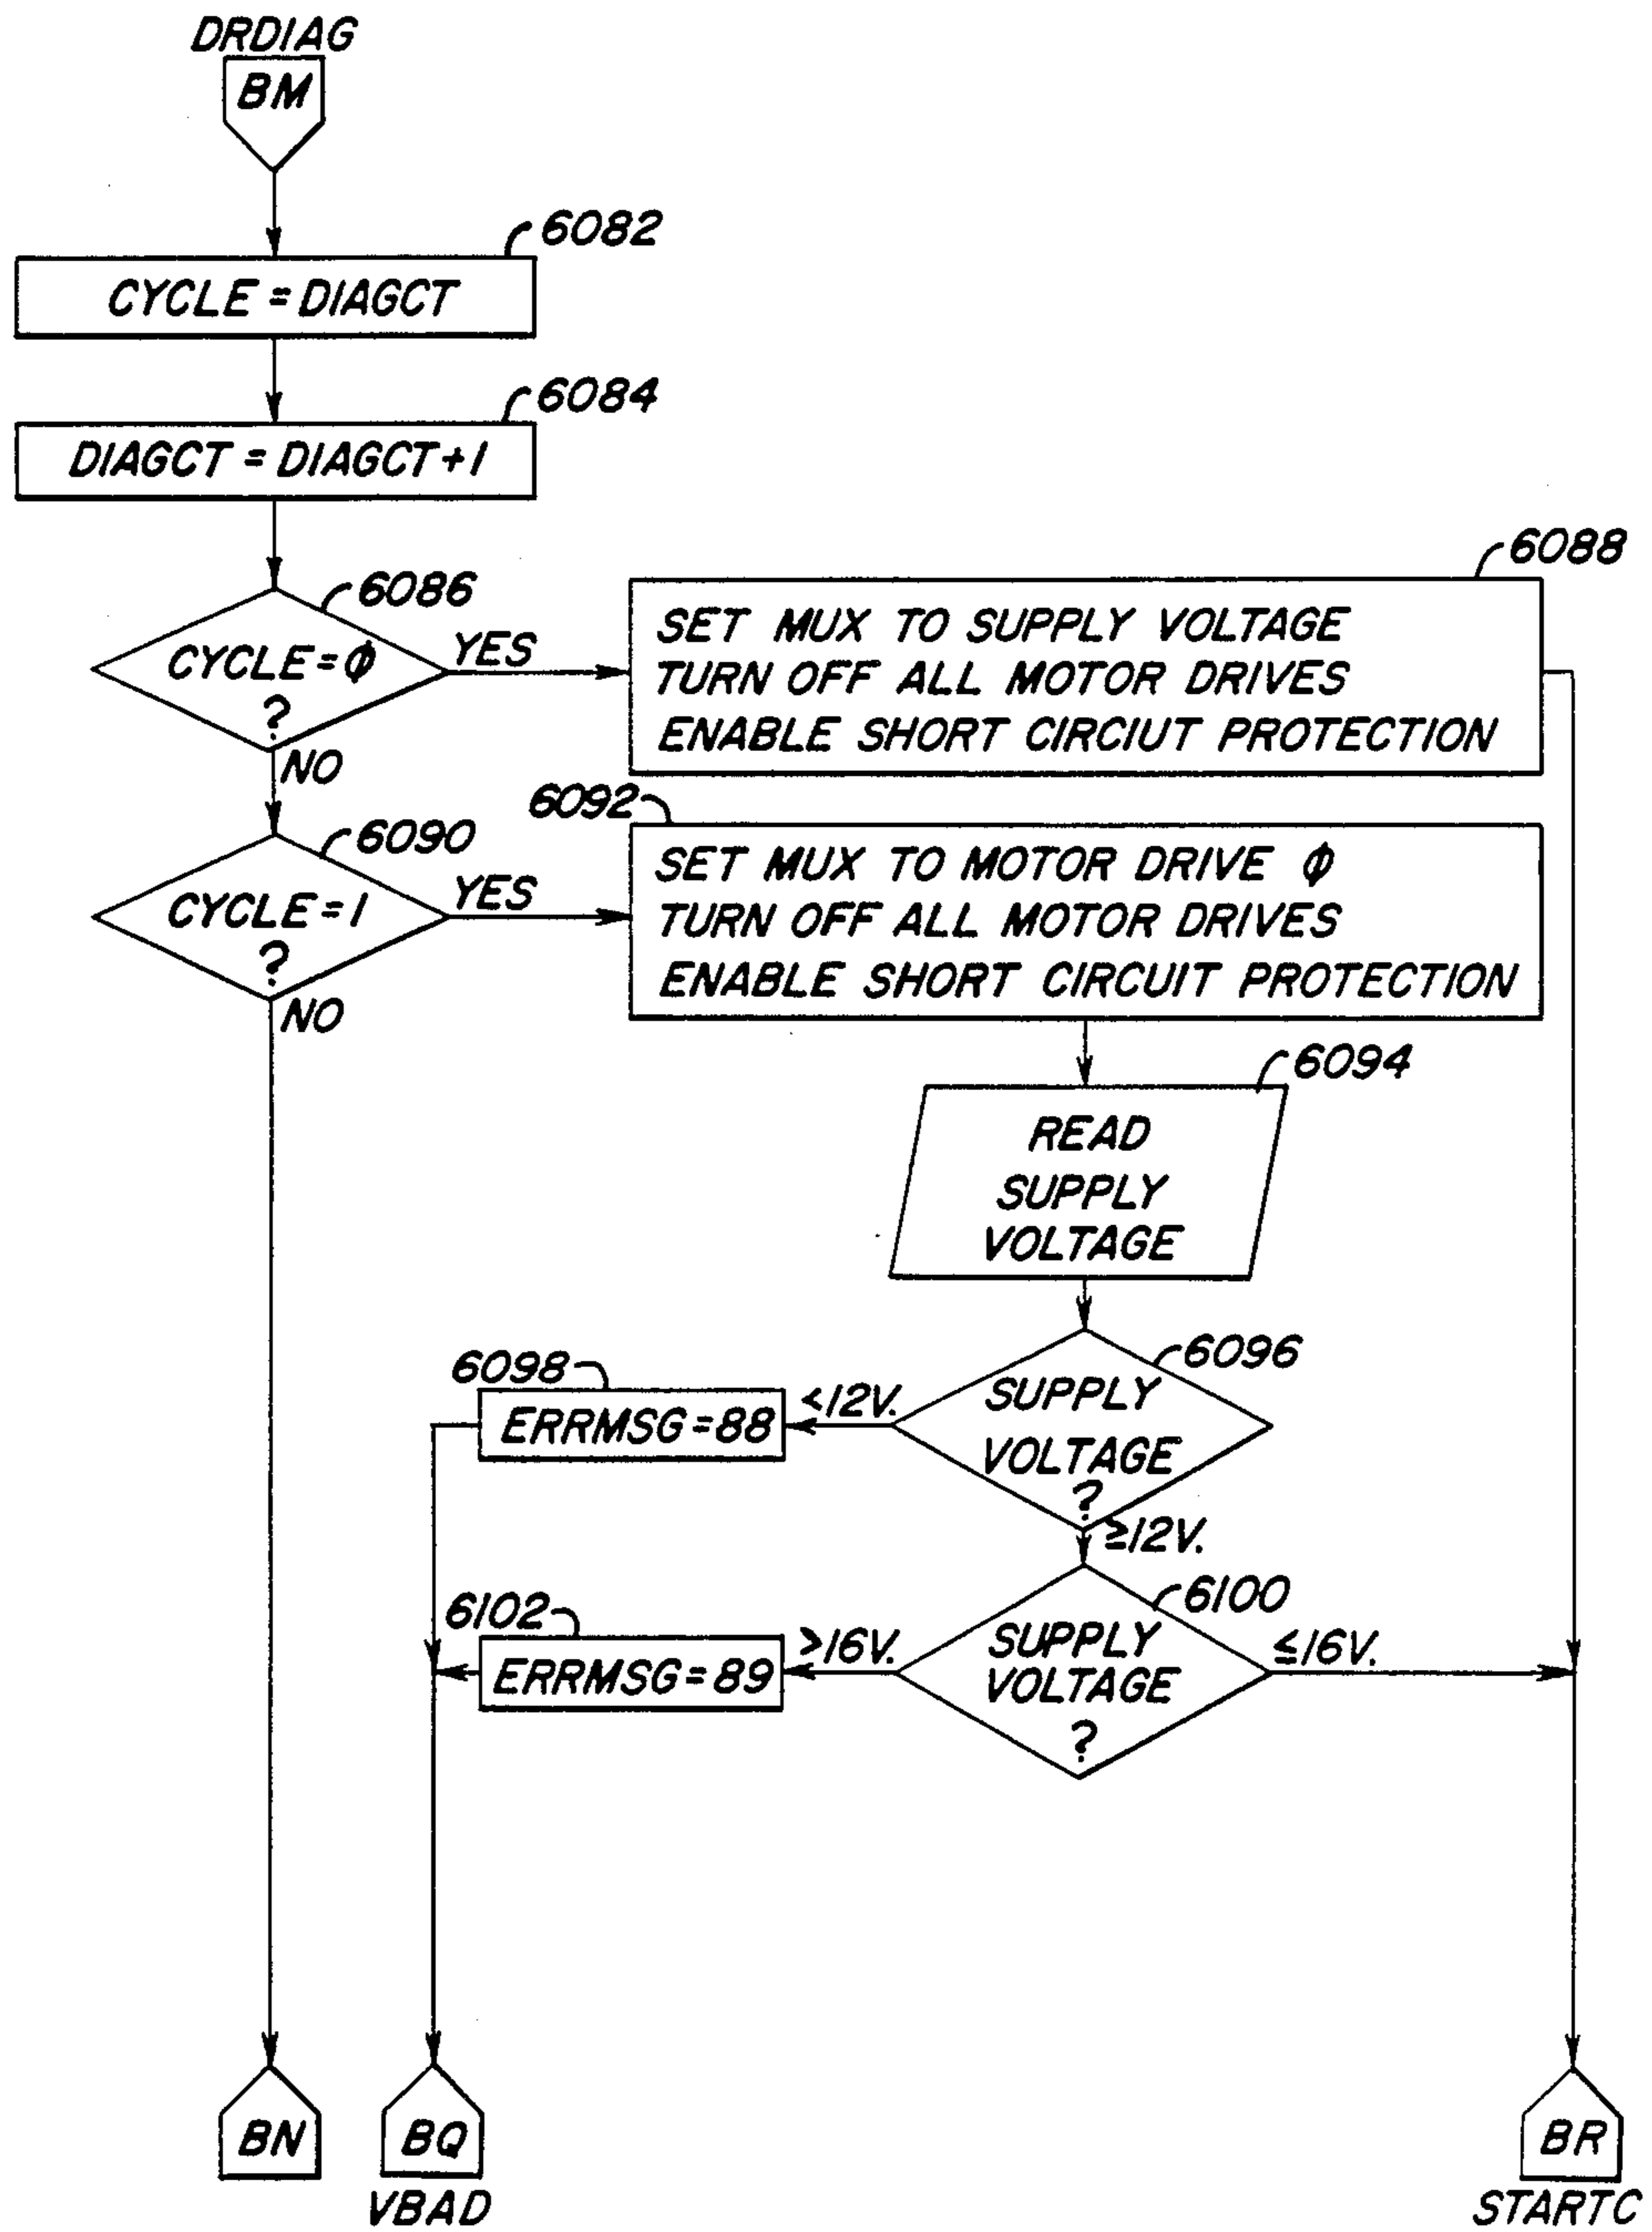 DRDIAG
BM
6082
CYCLE = DIAGCT
6084
DIAGCT = DIAGCT+1
6086
CYCLE=ϕ
?
YES
NO
6088
SET MUX TO SUPPLY VOLTAGE
TURN OFF ALL MOTOR DRIVES
ENABLE SHORT CIRCIUT PROTECTION
6090
CYCLE=1
?
YES
NO
6092
SET MUX TO MOTOR DRIVE ϕ
TURN OFF ALL MOTOR DRIVES
ENABLE SHORT CIRCUIT PROTECTION
6094
READ
SUPPLY
VOLTAGE
6096
SUPPLY
VOLTAGE
?
<12V.
≥12V.
6098
ERRMSG=88
6100
SUPPLY
VOLTAGE
?
>16V.
≤16V.
6102
ERRMSG=89
BN
BQ
VBAD
BR
STARTC